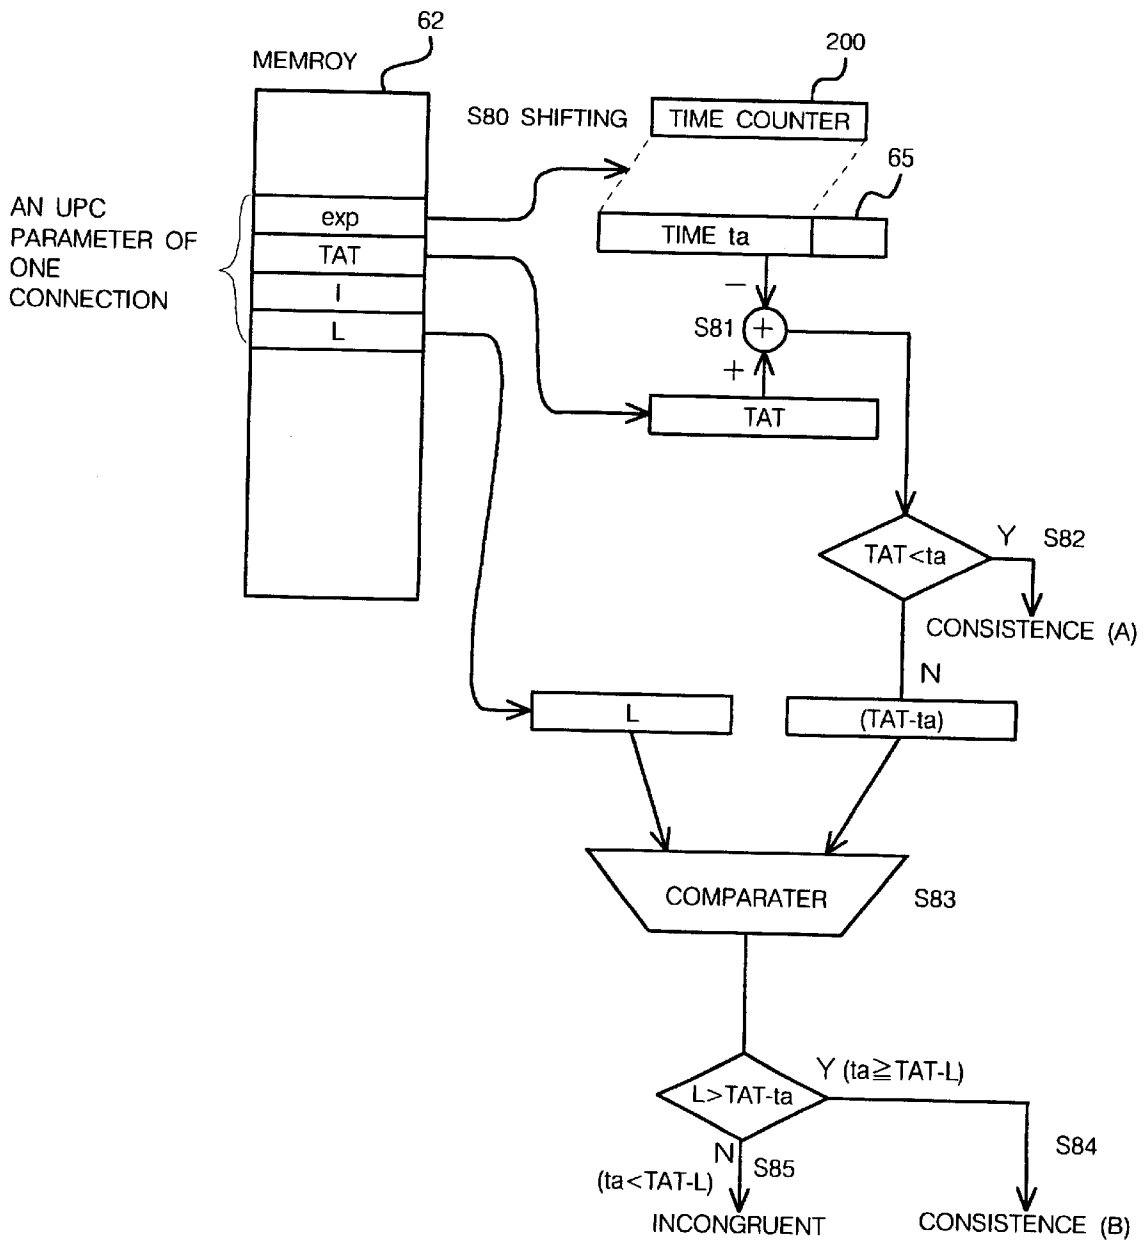 62
MEMROY
200
S80 SHIFTING
TIME COUNTER
65
AN UPC
PARAMETER OF
ONE
CONNECTION
exp
TAT
I
L
TIME ta
−
S81
+
+
TAT
TAT<ta
Y
S82
CONSISTENCE (A)
N
L
(TAT-ta)
COMPARATER
S83
L>TAT-ta
Y (ta≧TAT-L)
N
S85
S84
(ta<TAT-L)
INCONGRUENT
CONSISTENCE (B)